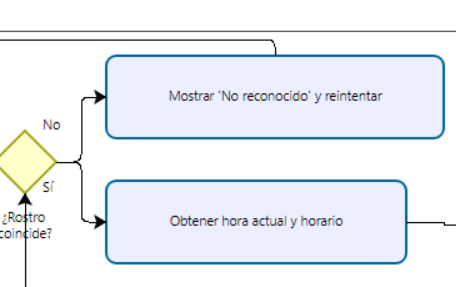 Mostrar 'No reconocido' y reintentar
No
Sí
¿Rostro
coincide?
Obtener hora actual y horario